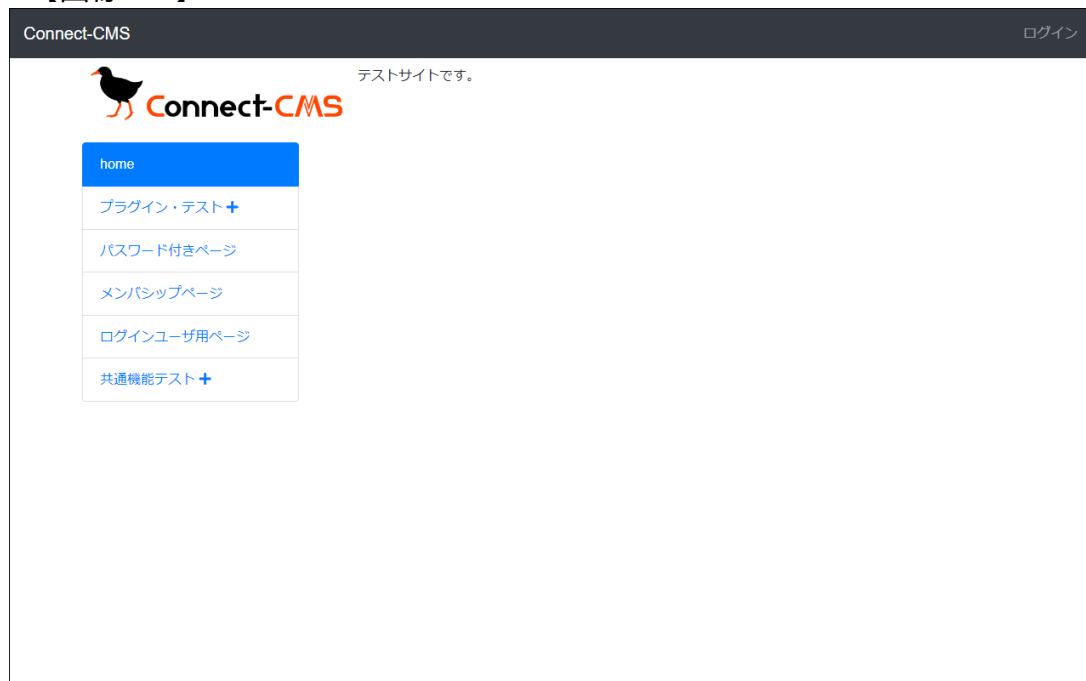 Connect-CMS
ログイン
Connect-CMS
テストサイトです。
home
プラグイン・テスト
パスワード付きページ
メンバシップページ
ログインユーザ用ページ
共通機能テスト